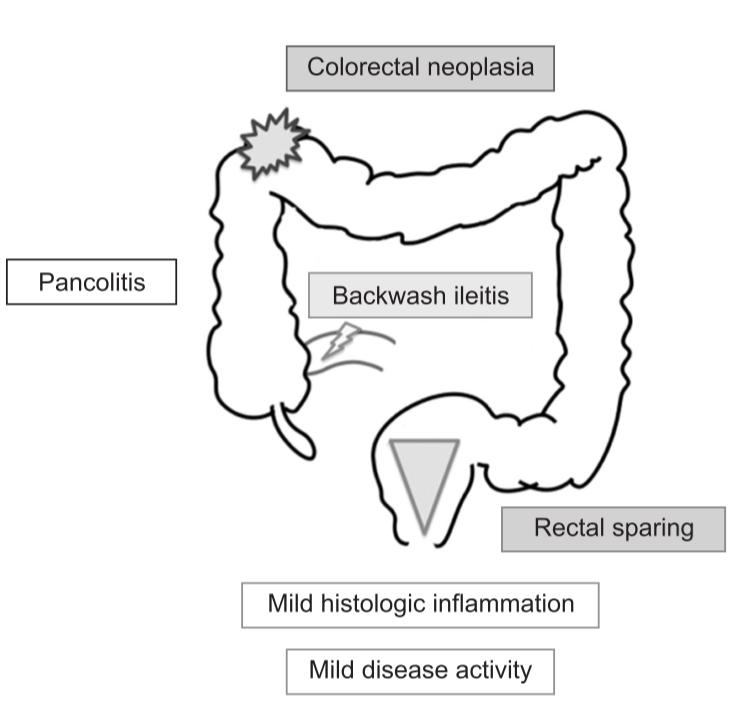 Colorectal neoplasia
Pancolitis
Backwash ileitis
Rectal sparing
Mild histologic inflammation
Mild disease activity